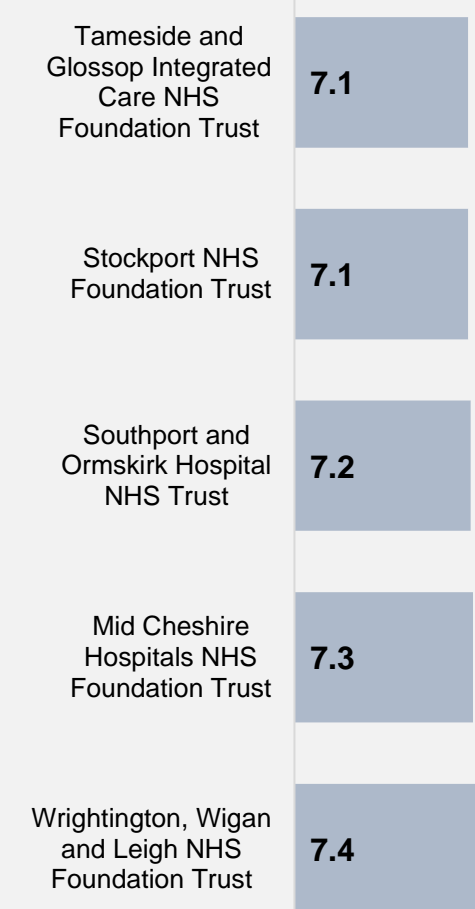 Tameside and
Glossop Integrated
Care NHS
Foundation Trust
7.1
Stockport NHS
Foundation Trust
7.1
Southport and
Ormskirk Hospital
NHS Trust
7.2
Mid Cheshire
Hospitals NHS
Foundation Trust
7.3
Wrightington, Wigan
and Leigh NHS
Foundation Trust
7.4